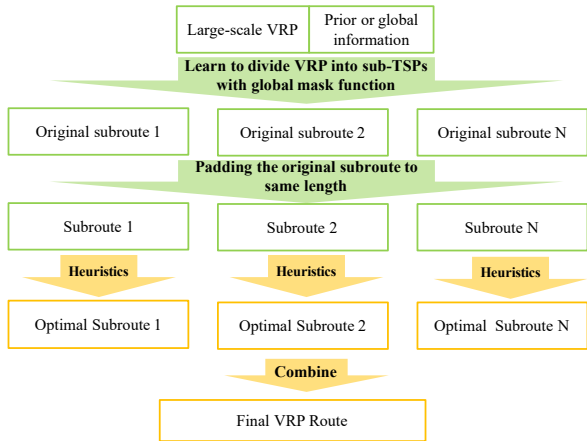 Large-scale VRP
Prior or global
information
Learn to divide VRP into sub-TSPs
with global mask function
Original subroute 1
Original subroute 2
Original subroute N
Padding the original subroute to
same length
Subroute 1
Subroute 2
Subroute N
Heuristics
Heuristics
Heuristics
Optimal Subroute 1
Optimal Subroute 2
Optimal Subroute N
Combine
Final VRP Route